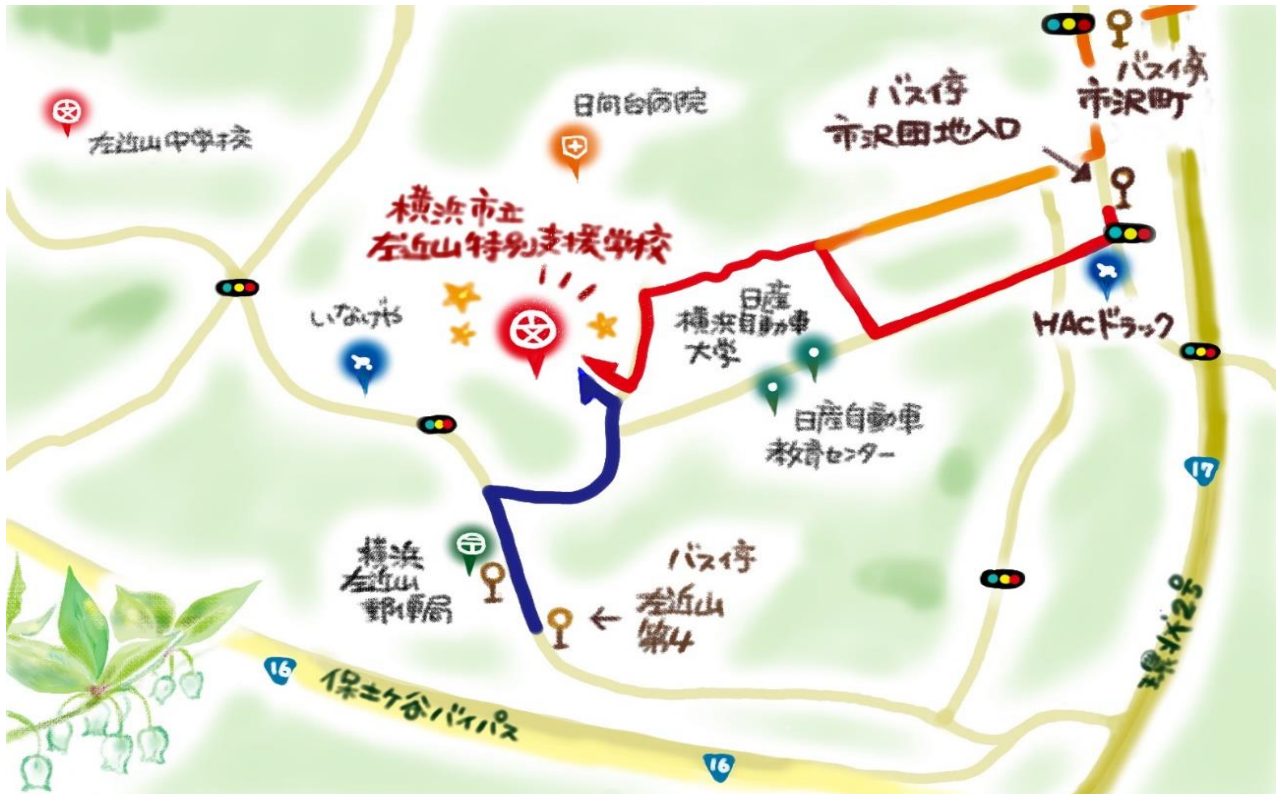 左近山中学校
日向台病院
バス停
市沢町
バス停
市沢団地入口
横浜市立
左近山特別支援学校
いなげや
日産
横浜自動車
大学
HACドラック
日産自動車
教育センター
17
横浜
左近山
郵便局
バス停
左近山
第4
環状2号
16
保土ケ谷バイパス
16